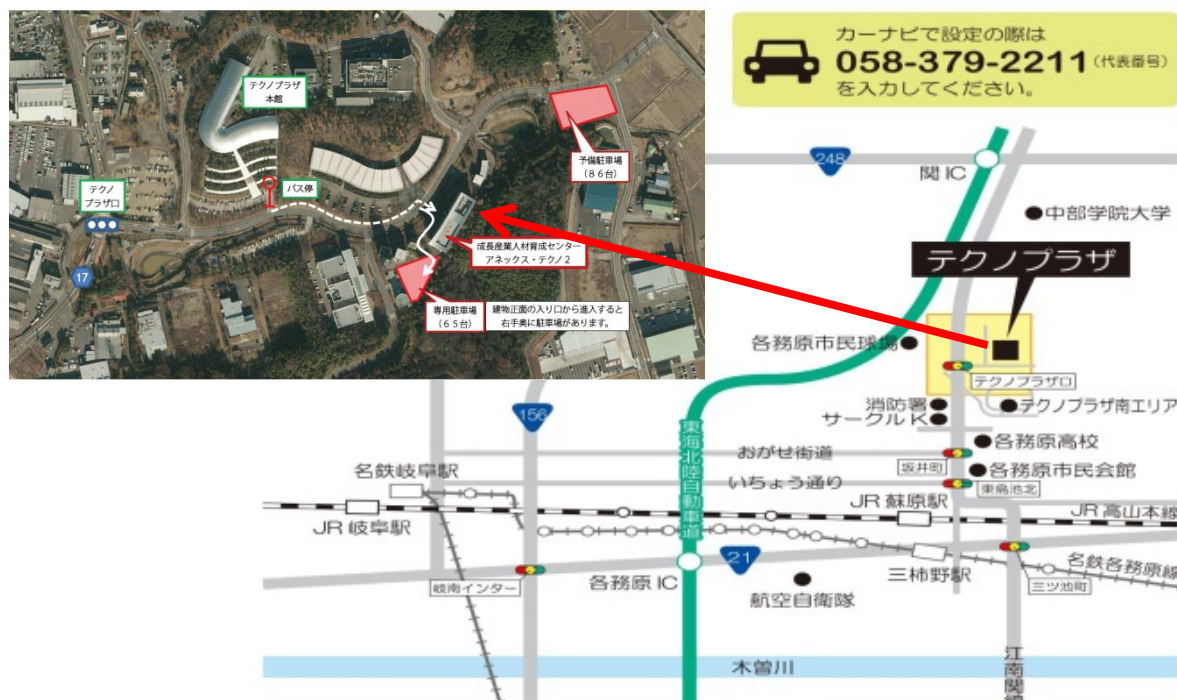 テクノプラザ
本館
テクノ
プラザ口
バス停
17
予備駐車場
(86台)
成長産業人材育成センター
アネックス・テクノ2
専用駐車場
(65台)
建物正面の入り口から進入すると
右手奥に駐車場があります。
カーナビで設定の際は
058-379-2211(代表番号)
を入力してください。
248
関IC
中部学院大学
テクノプラザ
各務原市民球場
テクノプラザ口
156
消防署
サークルK
テクノプラザ南エリア
東海北陸自動車道
おがせ街道
坂井町
各務原高校
名鉄岐阜駅
いちょう通り
各務原市民会館
東島池北
JR岐阜駅
JR蘇原駅
JR高山本線
21
岐南インター
各務原IC
三柿野駅
名鉄各務原線
航空自衛隊
三ツ池町
木曽川
江南関線